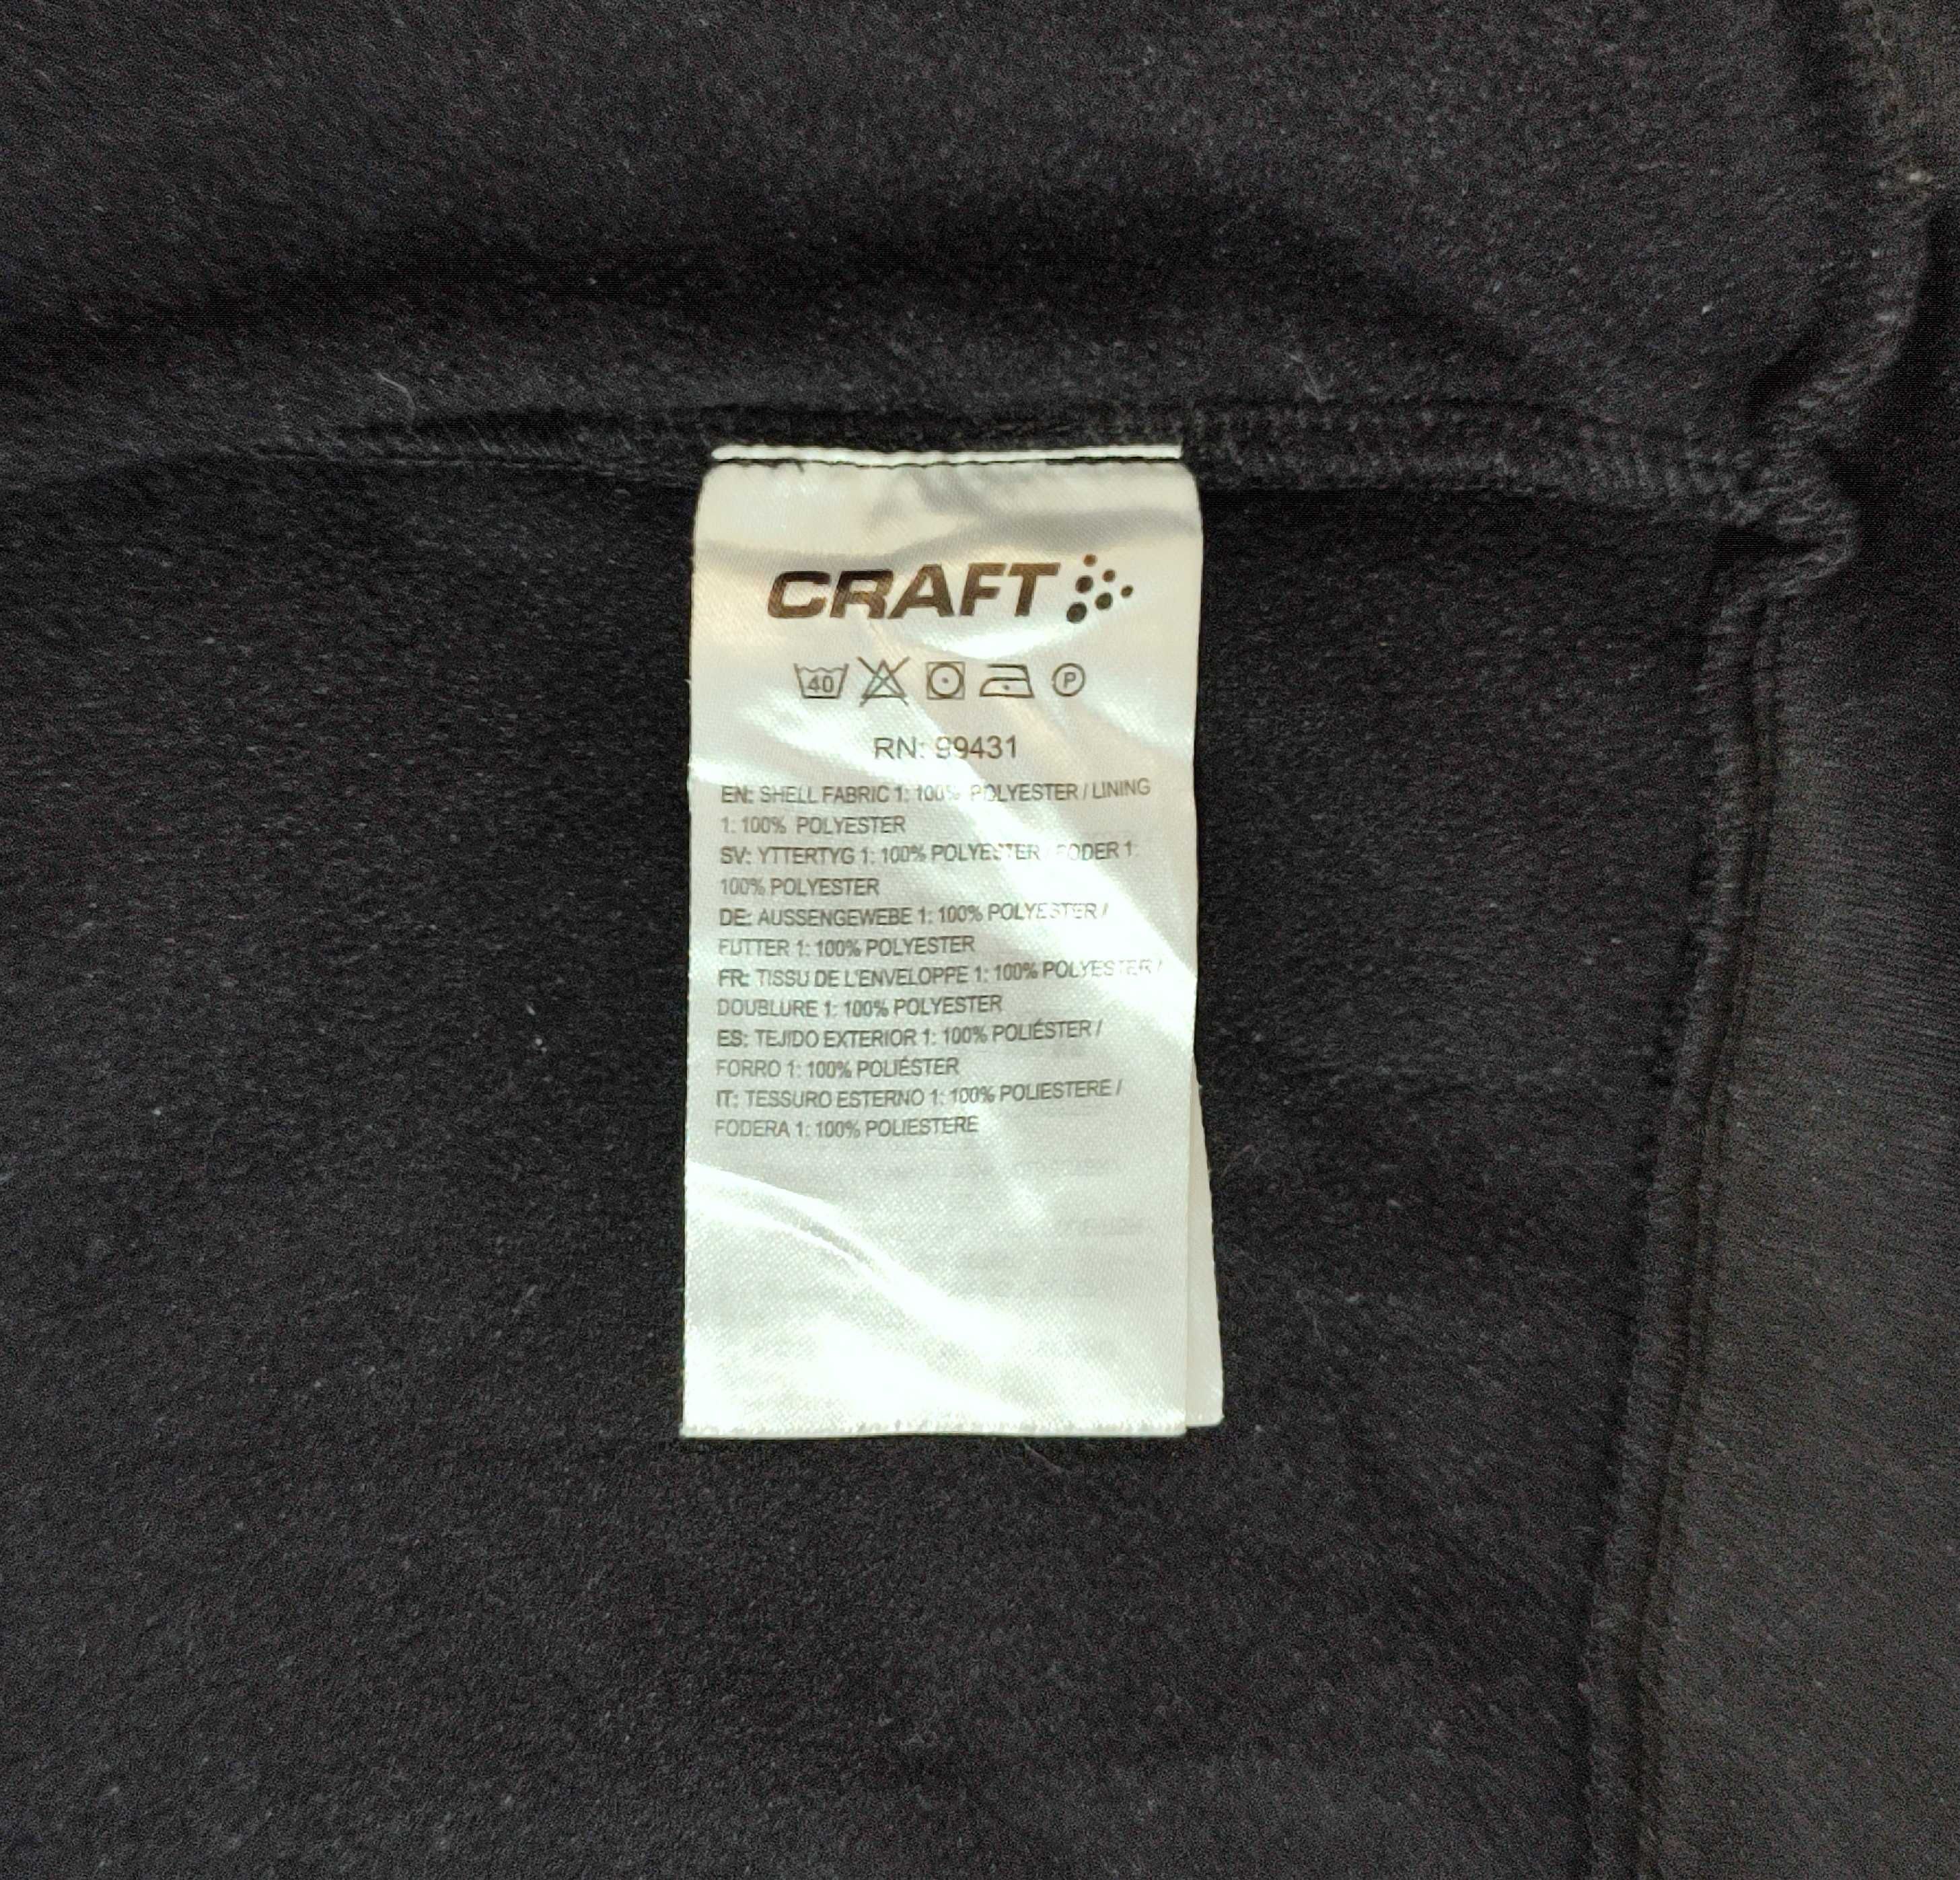 CRAFT
40 P
RN: 99431
EN: SHELL FABRIC 1: 100% POLYESTER / LINING
1: 100% POLYESTER
SV: YTTERTYG 1: 100% POLYESTER / FODER 1:
100% POLYESTER
DE: AUSSENGEWEBE 1: 100% POLYESTER /
FUTTER 1: 100% POLYESTER
FR: TISSU DE L'ENVELOPPE 1: 100% POLYESTER /
DOUBLURE 1: 100% POLYESTER
ES: TEJIDO EXTERIOR 1: 100% POLIÉSTER /
FORRO 1: 100% POLIÉSTER
IT: TESSURO ESTERNO 1: 100% POLIESTERE /
FODERA 1: 100% POLIESTERE